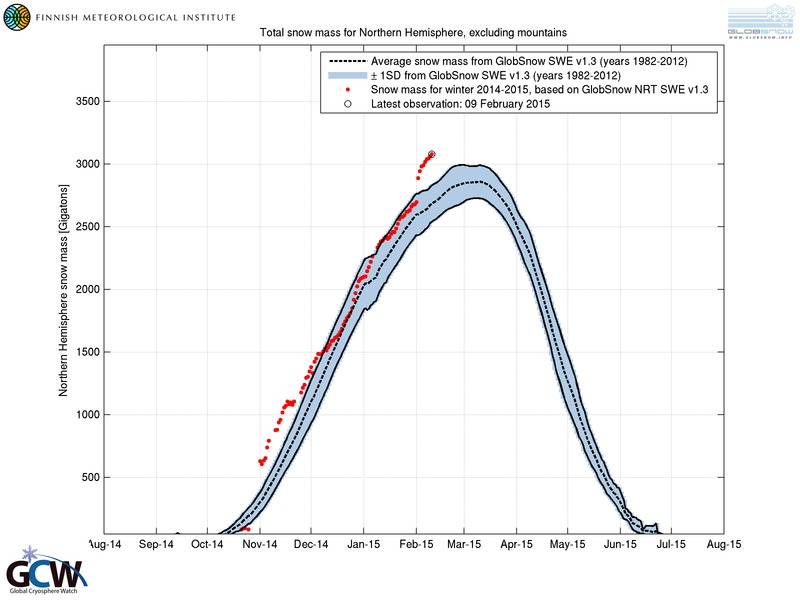 FINNISH METEOROLOGICAL INSTITUTE
GLOBSNOW
WWW.GLOBSNOW.INFO
Total snow mass for Northern Hemisphere, excluding mountains
Average snow mass from GlobSnow SWE v1.3 (years 1982-2012)
± 1SD from GlobSnow SWE v1.3 (years 1982-2012)
Snow mass for winter 2014-2015, based on GlobSnow NRT SWE v1.3
Latest observation: 09 February 2015
Northern Hemisphere snow mass [Gigatons]
3500
3000
2500
2000
1500
1000
500
Aug-14 Sep-14 Oct-14 Nov-14 Dec-14 Jan-15 Feb-15 Mar-15 Apr-15 May-15 Jun-15 Jul-15 Aug-15
GCW
Global Cryosphere Watch